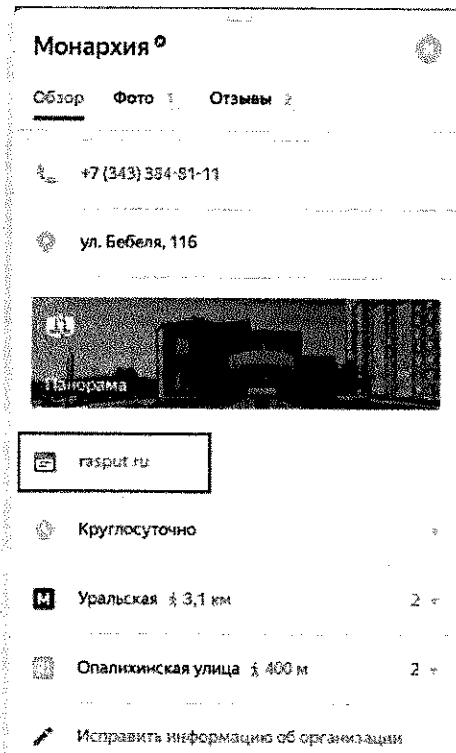 Монархия
Обзор Фото 1 Отзывы 2
+7 (343) 384-81-11
ул. Бебеля, 116
Панорама
rasput.ru
Круглосуточно
М Уральская 3,1 км 2
Опалихинская улица 400 м 2
Исправить информацию об организации